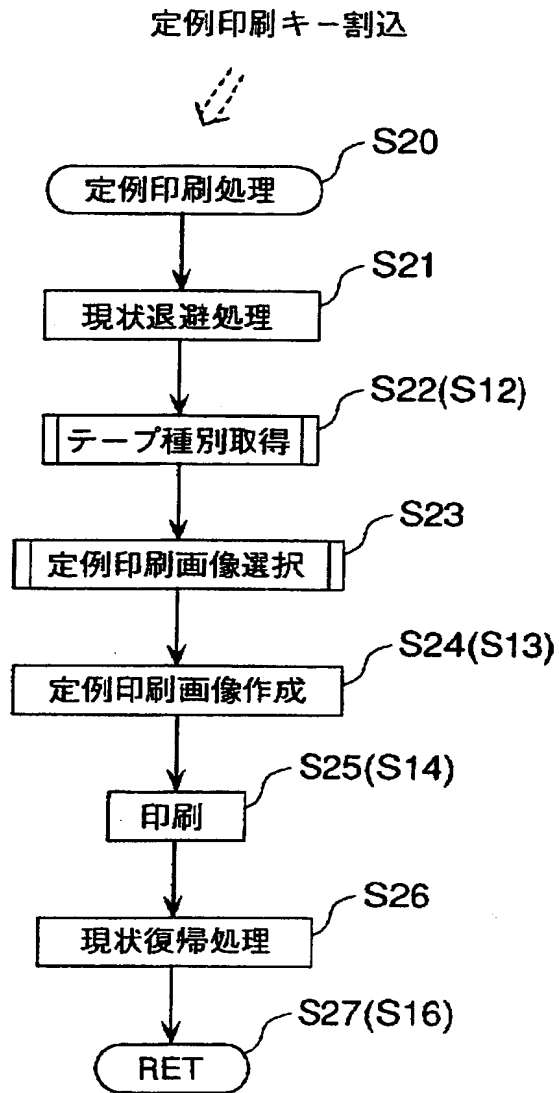 定例印刷キー割込
S20
定例印刷処理
S21
現状退避処理
S22(S12)
テープ種別取得
S23
定例印刷画像選択
S24(S13)
定例印刷画像作成
S25(S14)
印刷
S26
現状復帰処理
S27(S16)
RET